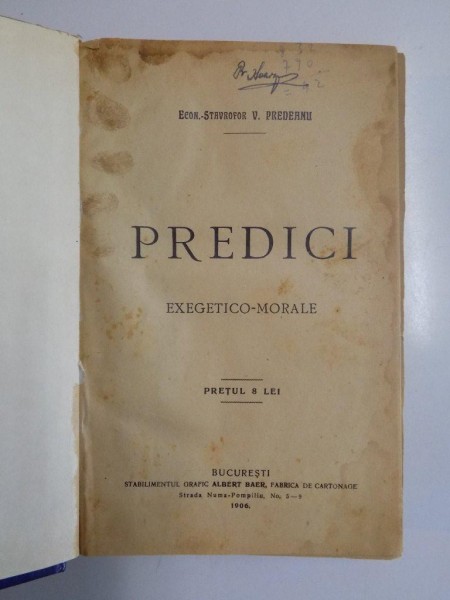 ECON.-STAVROFOR V. PREDEANU
PREDICI
EXEGETICO-MORALE
PREȚUL 8 LEI
BUCUREȘTI
STABILIMENTUL GRAFIC ALBERT BAER, FABRICA DE CARTONAGE
Strada Numa-Pompiliu, No. 5—9
1906.